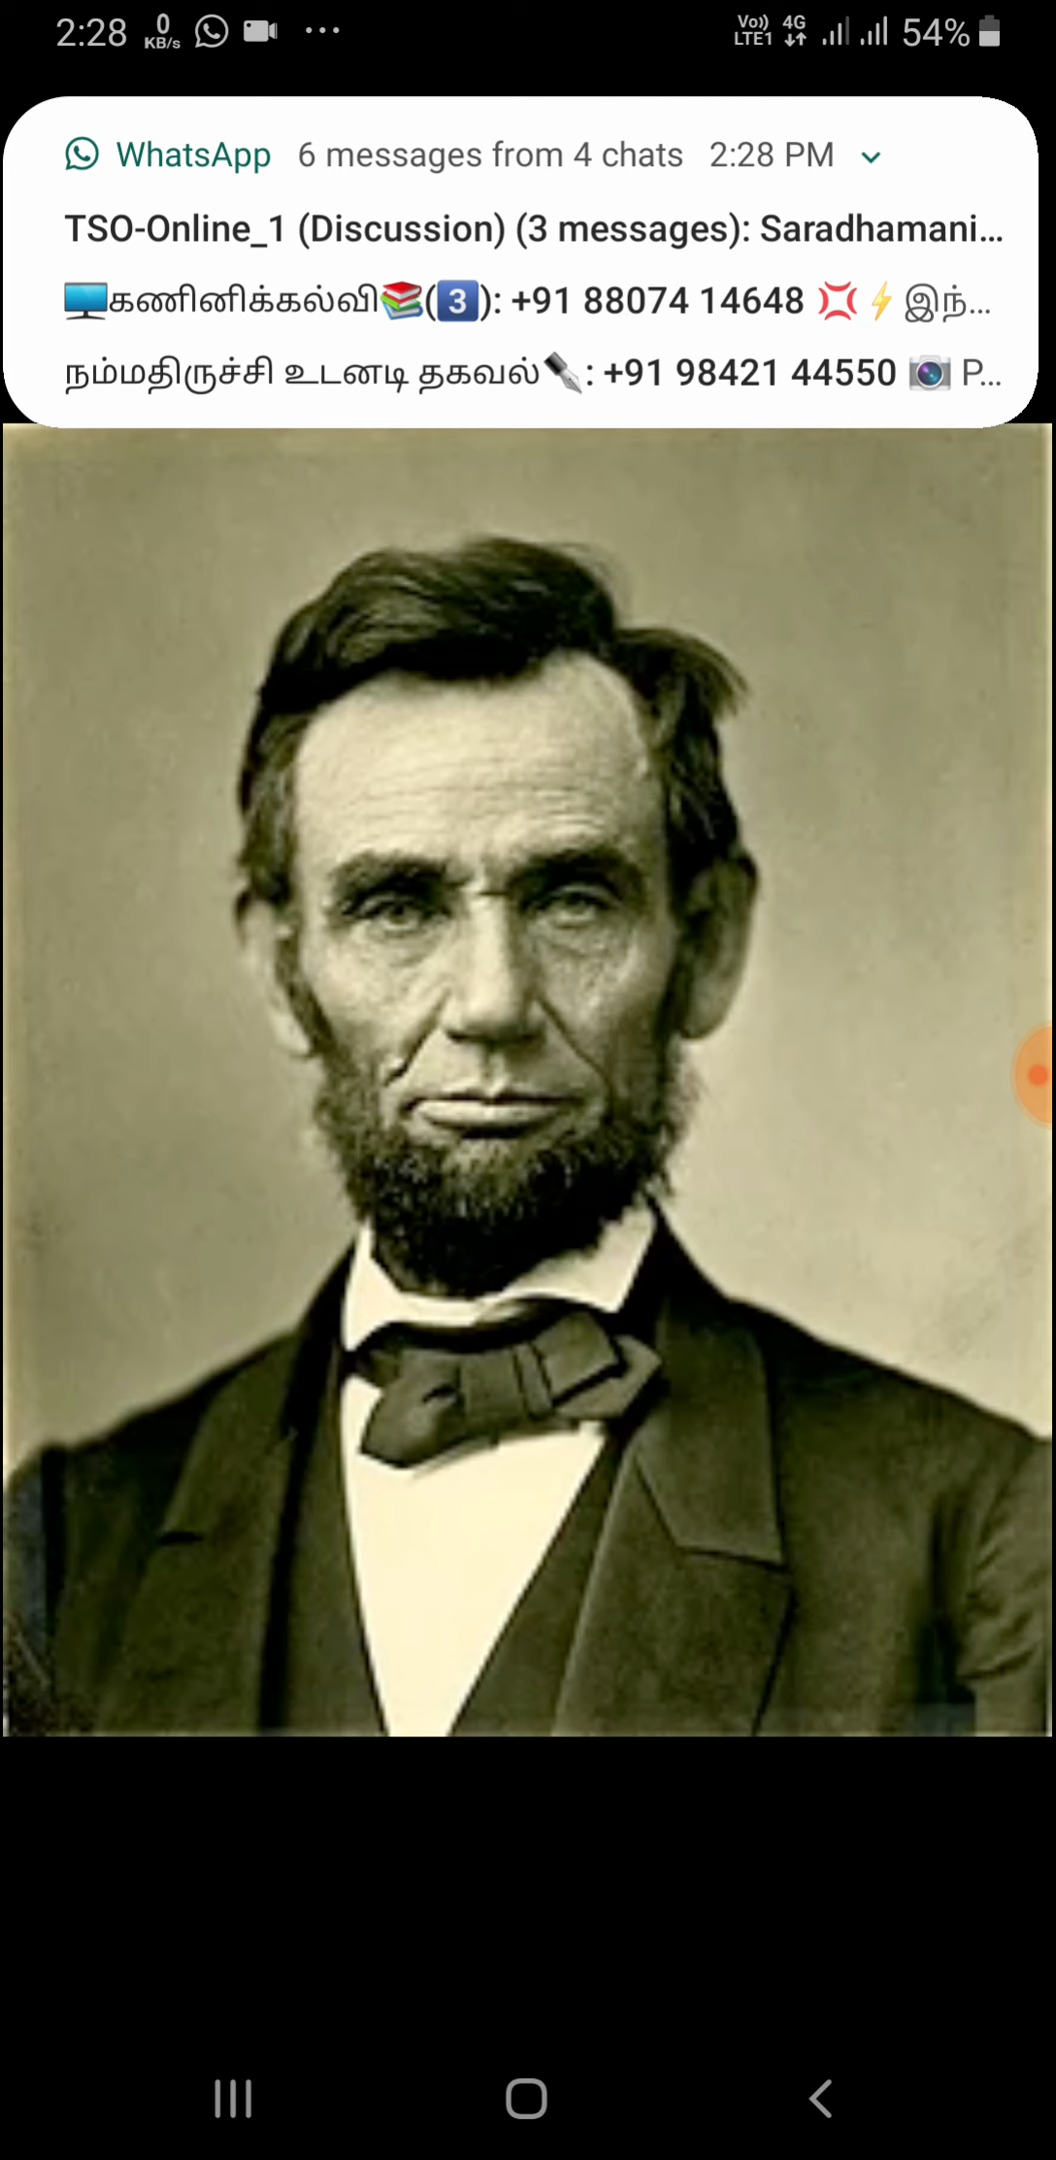 2:28 0 KB/s Vo)) LTE1 4G 54%
WhatsApp 6 messages from 4 chats 2:28 PM
TSO-Online_1 (Discussion) (3 messages): Saradhamani...
🖥️கணினிக்கல்வி📚(3️⃣): +91 88074 14648 💢⚡இந்...
நம்மதிருச்சி உடனடி தகவல்✒️: +91 98421 44550 📷 P...